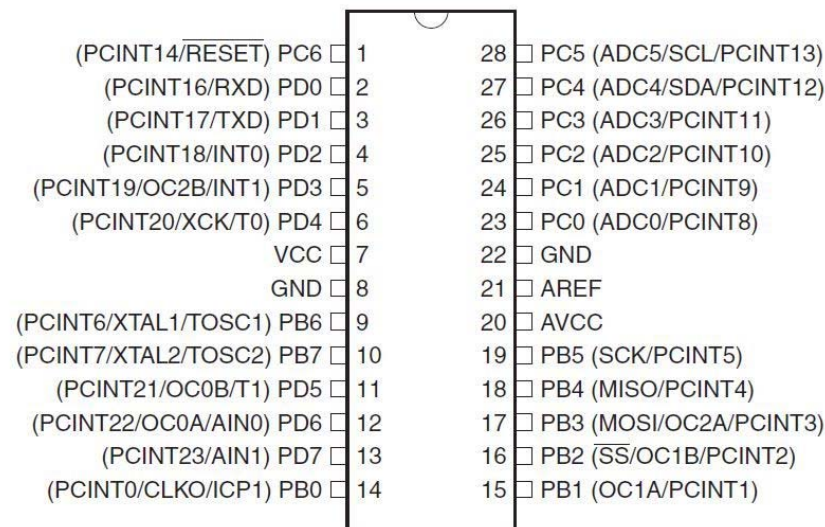 (PCINT14/RESET) PC6 1 28 PC5 (ADC5/SCL/PCINT13)
(PCINT16/RXD) PD0 2 27 PC4 (ADC4/SDA/PCINT12)
(PCINT17/TXD) PD1 3 26 PC3 (ADC3/PCINT11)
(PCINT18/INT0) PD2 4 25 PC2 (ADC2/PCINT10)
(PCINT19/OC2B/INT1) PD3 5 24 PC1 (ADC1/PCINT9)
(PCINT20/XCK/T0) PD4 6 23 PC0 (ADC0/PCINT8)
VCC 7 22 GND
GND 8 21 AREF
(PCINT6/XTAL1/TOSC1) PB6 9 20 AVCC
(PCINT7/XTAL2/TOSC2) PB7 10 19 PB5 (SCK/PCINT5)
(PCINT21/OC0B/T1) PD5 11 18 PB4 (MISO/PCINT4)
(PCINT22/OC0A/AIN0) PD6 12 17 PB3 (MOSI/OC2A/PCINT3)
(PCINT23/AIN1) PD7 13 16 PB2 (SS/OC1B/PCINT2)
(PCINT0/CLKO/ICP1) PB0 14 15 PB1 (OC1A/PCINT1)